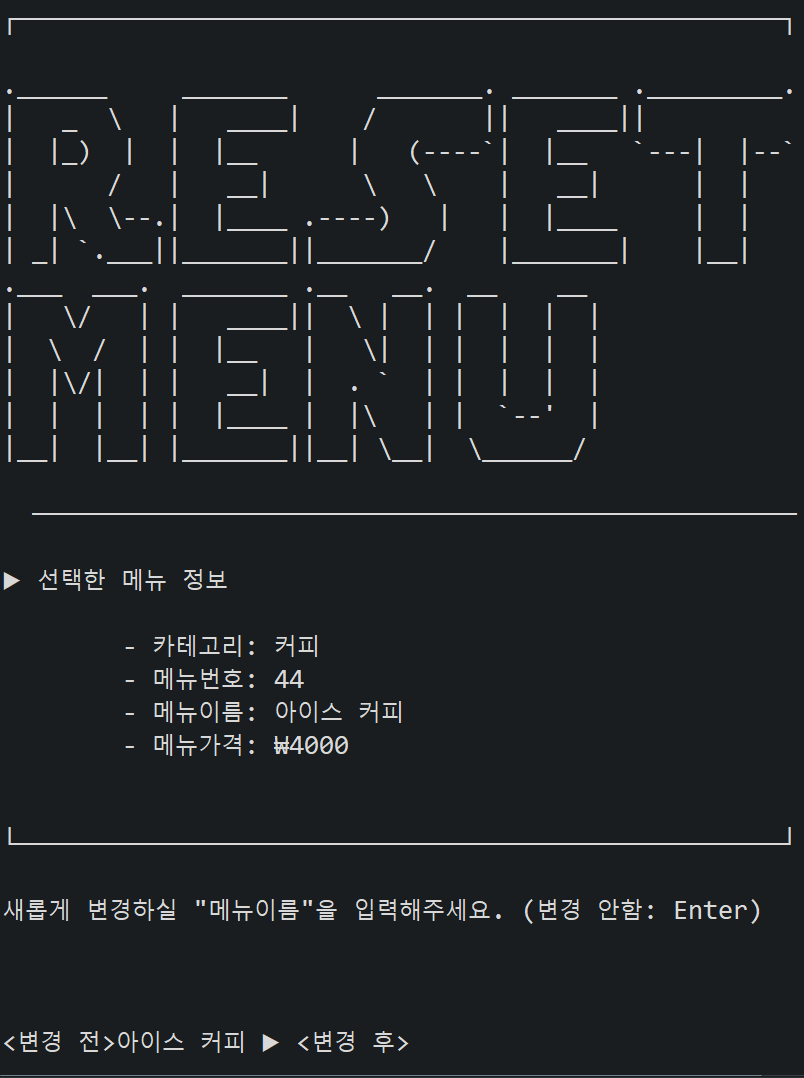 RESET
MENU
▶ 선택한 메뉴 정보
- 카테고리: 커피
- 메뉴번호: 44
- 메뉴이름: 아이스 커피
- 메뉴가격: ₩4000
새롭게 변경하실 "메뉴이름"을 입력해주세요. (변경 안함: Enter)
<변경 전>아이스 커피 ▶ <변경 후>